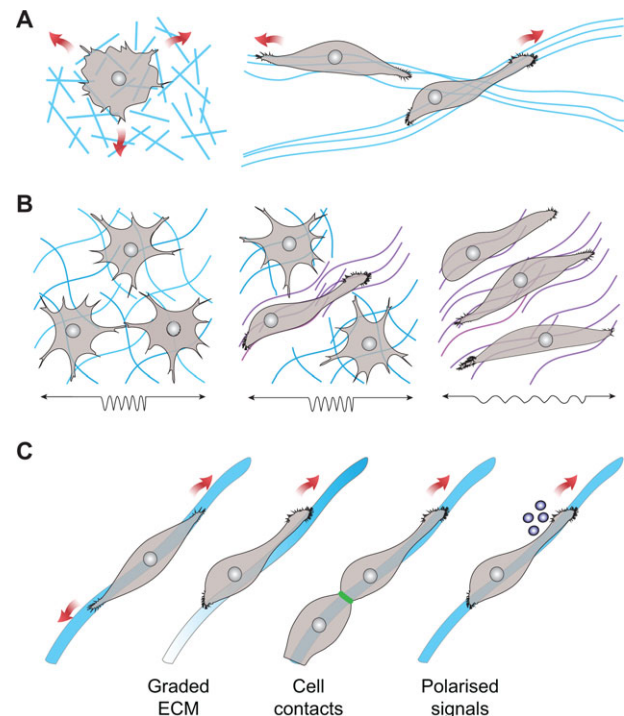 A
B
C
Graded
ECM
Cell
contacts
Polarised
signals